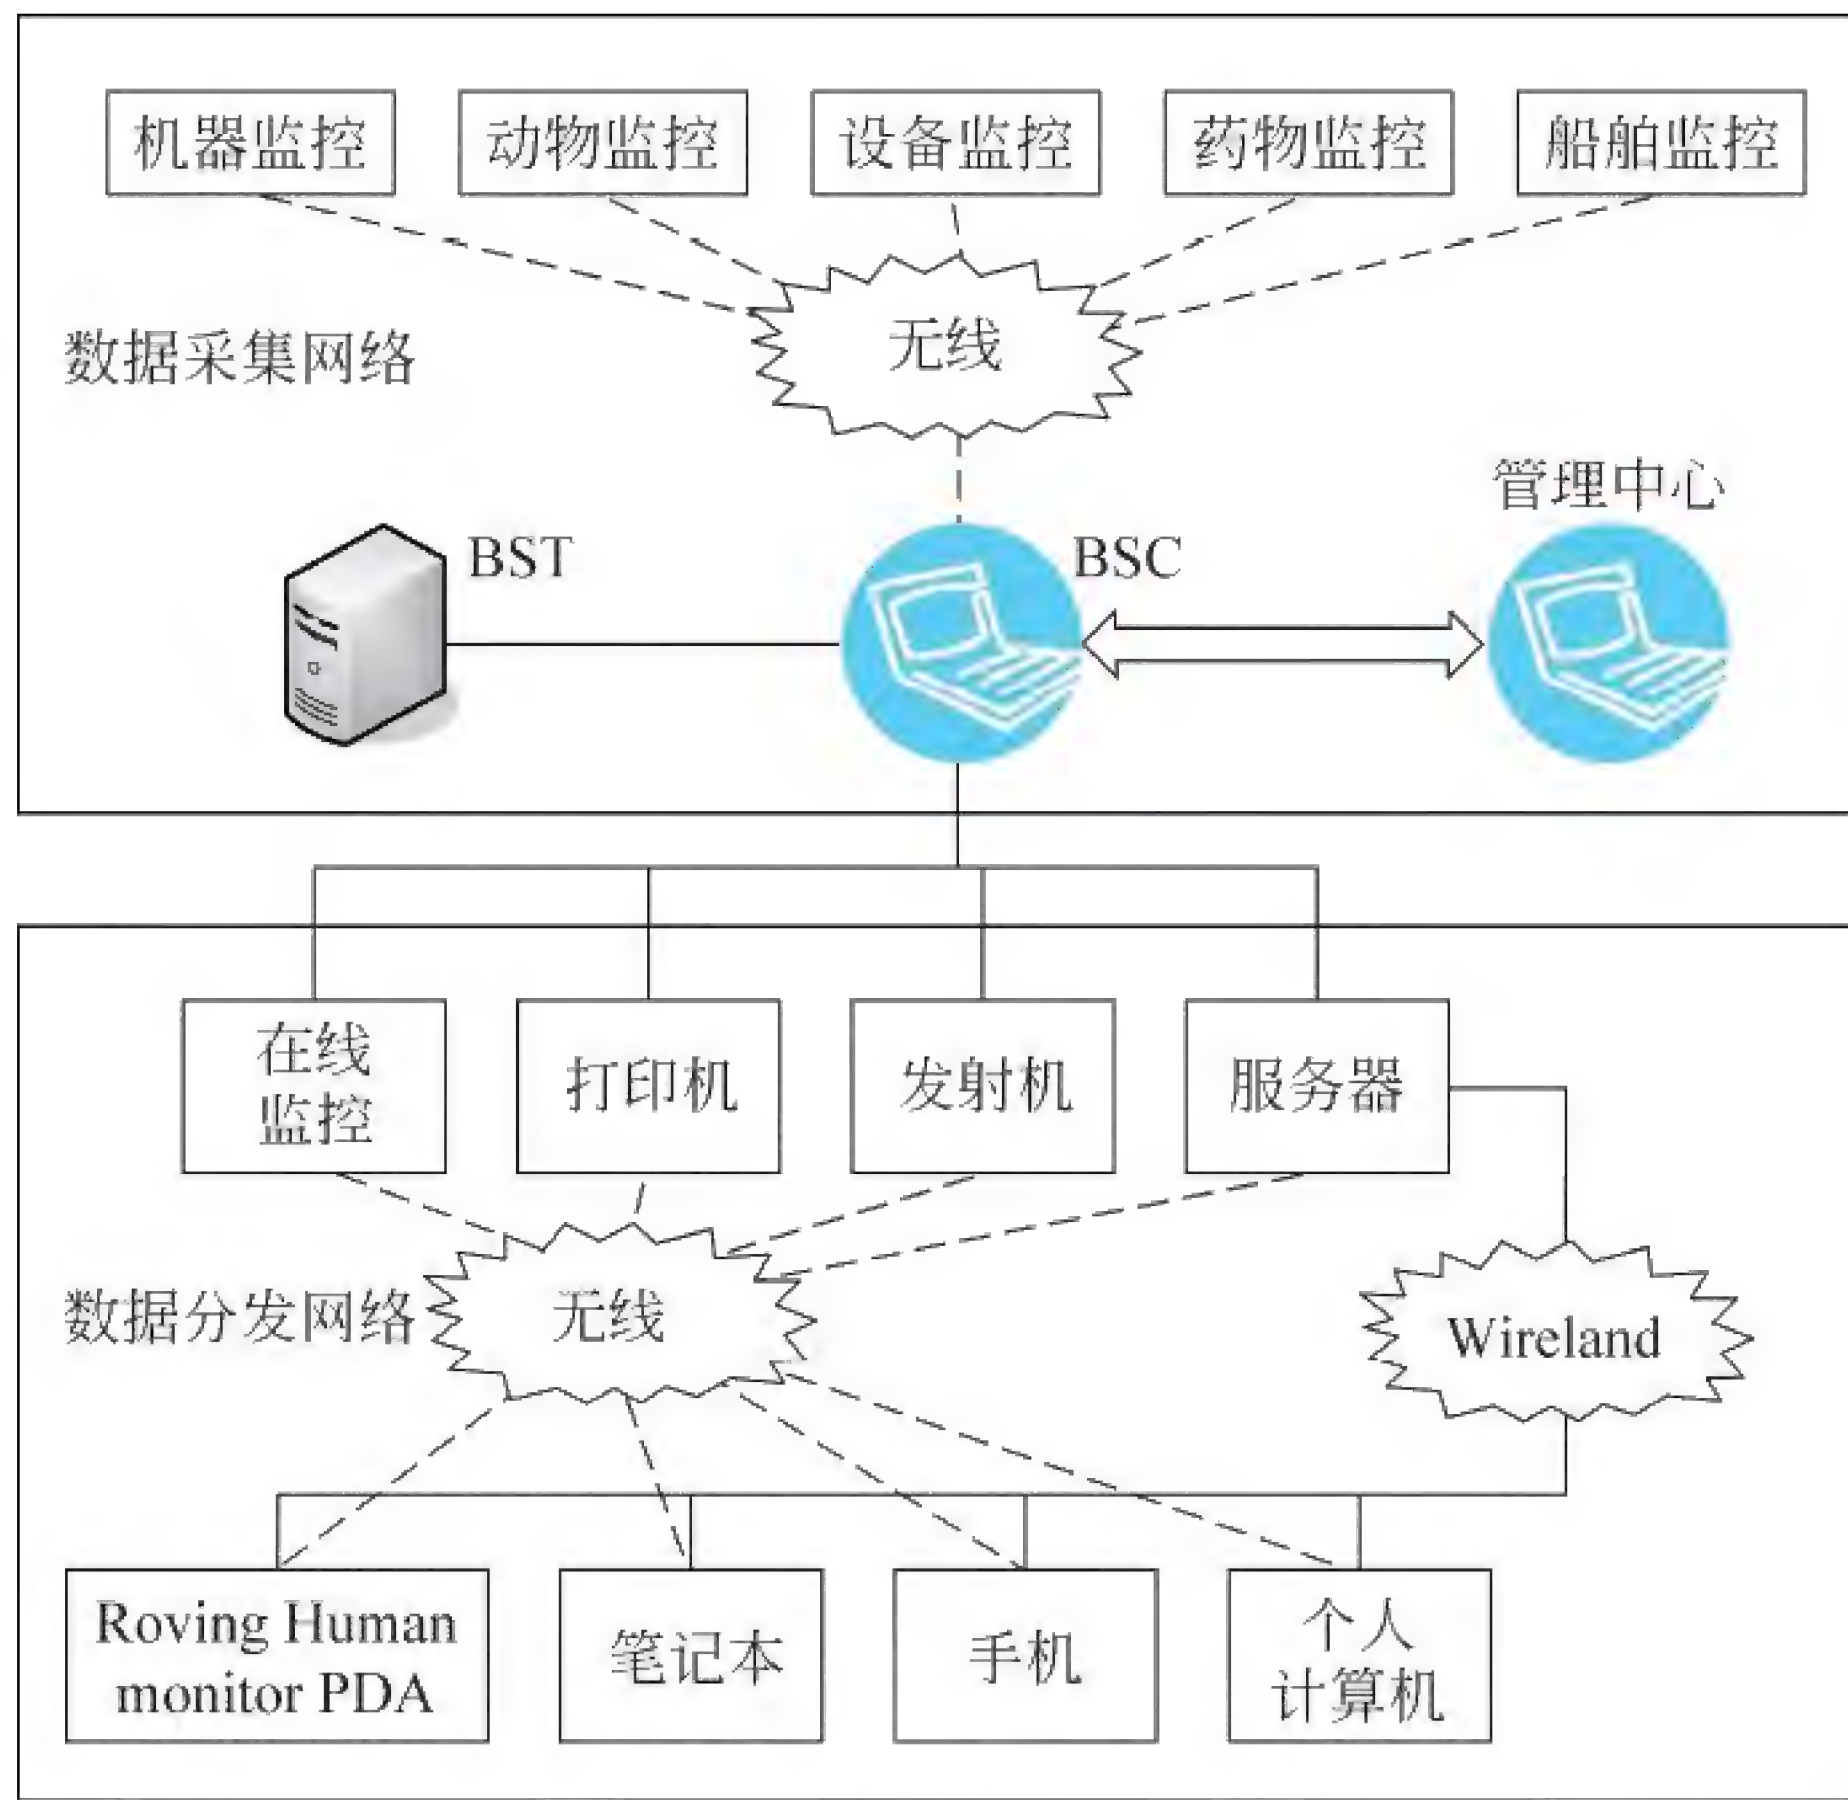 机器监控
动物监控
设备监控
药物监控
船舶监控
数据采集网络
无线
管理中心
BST
BSC
在线
监控
打印机
发射机
服务器
数据分发网络
无线
Wireland
Roving Human
monitor PDA
笔记本
手机
个人
计算机